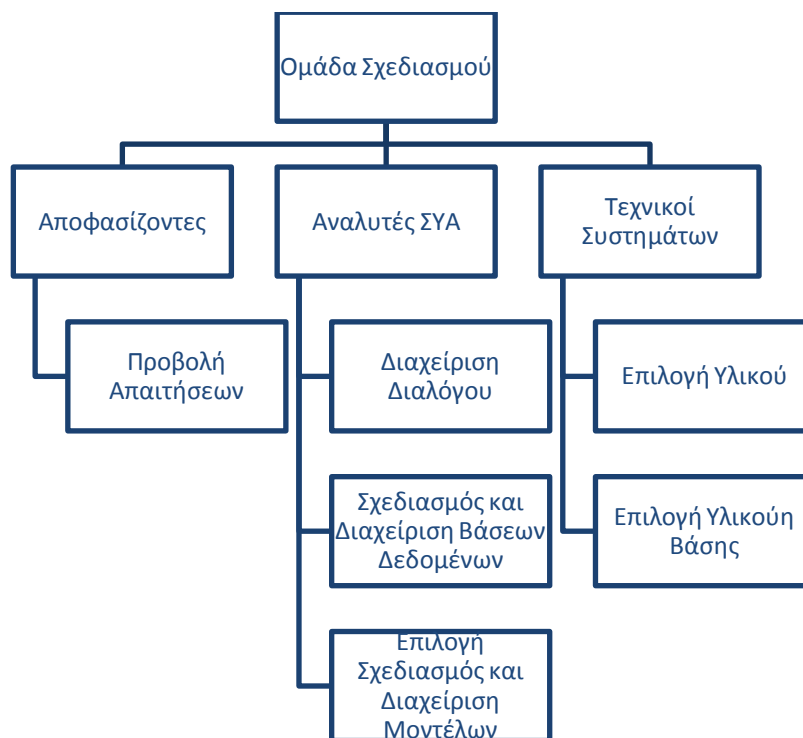 Ομάδα Σχεδιασμού
Αποφασίζοντες
Αναλυτές ΣΥΑ
Τεχνικοί
Συστημάτων
Προβολή
Απαιτήσεων
Διαχείριση
Διαλόγου
Επιλογή Υλικού
Σχεδιασμός και
Διαχείριση Βάσεων
Δεδομένων
Επιλογή Υλικούη
Βάσης
Επιλογή
Σχεδιασμός και
Διαχείριση
Μοντέλων